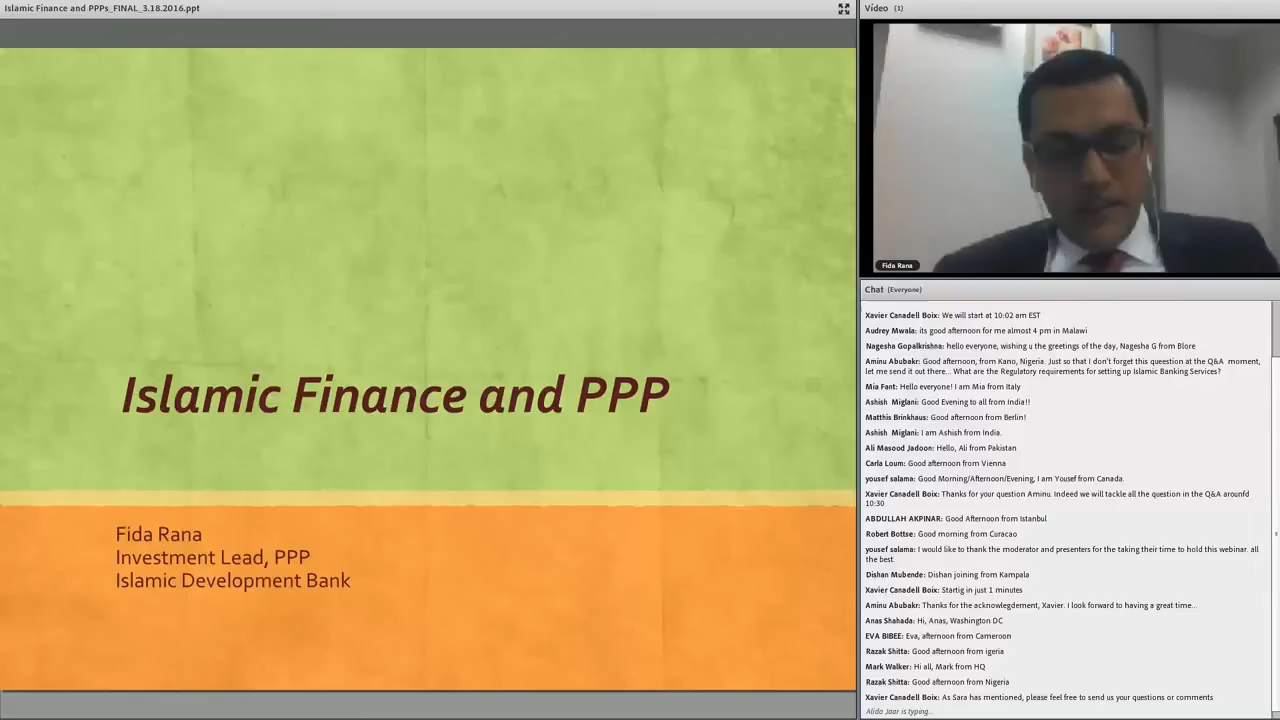 Islamic Finance and PPPs_FINAL_3.18.2016.ppt
Islamic Finance and PPP
Fida Rana
Investment Lead, PPP
Islamic Development Bank
Vídeo (1)
Fida Rana
Chat (Everyone)
Xavier Canadell Boix: We will start at 10:02 am EST
Audrey Mwala: its good afternoon for me almost 4 pm in Malawi
Nagesha Gopalkrishna: hello everyone, wishing u the greetings of the day, Nagesha G from Blore
Aminu Abubakr: Good afternoon, from Kano, Nigeria. Just so that I don't forget this queestion at the Q&A moment,
let me send it out there... What are the Regulatory requirements for setting up Islamic Banking Services?
Mia Fant: Hello everyone! I am Mia from Italy
Ashish Miglani: Good Evening to all from India!!
Matthis Brinkhaus: Good afternoon from Berlin!
Ashish Miglani: I am Ashish from India.
Ali Masood Jadoon: Hello, Ali from Pakistan
Carla Loum: Good afternoon from Vienna
yousef salama: Good Morning/Afternoon/Evening, I am Yousef from Canada.
Xavier Canadell Boix: Thanks for your question Aminu. Indeed we will tackle all the question in the Q&A arounfd
10:30
ABDULLAH AKPINAR: Good Afternoon from Istanbul
Robert Bottse: Good morning from Curacao
yousef salama: I would like to thank the moderator and presenters for the taking their time to hold this webinar. all
the best.
Dishan Mubende: Dishan joining from Kampala
Xavier Canadell Boix: Startig in just 1 minutes
Aminu Abubakr: Thanks for the acknowlegdement, Xavier. I look forward to having a great time...
Anas Shahada: Hi, Anas, Washington DC
EVA BIBEE: Eva, afternoon from Cameroon
Razak Shitta: Good afternoon from igeria
Mark Walker: Hi all, Mark from HQ
Razak Shitta: Good afternoon from Nigeria
Xavier Canadell Boix: As Sara has mentioned, please feel free to send us your questions or comments
Alida Jaar is typing...